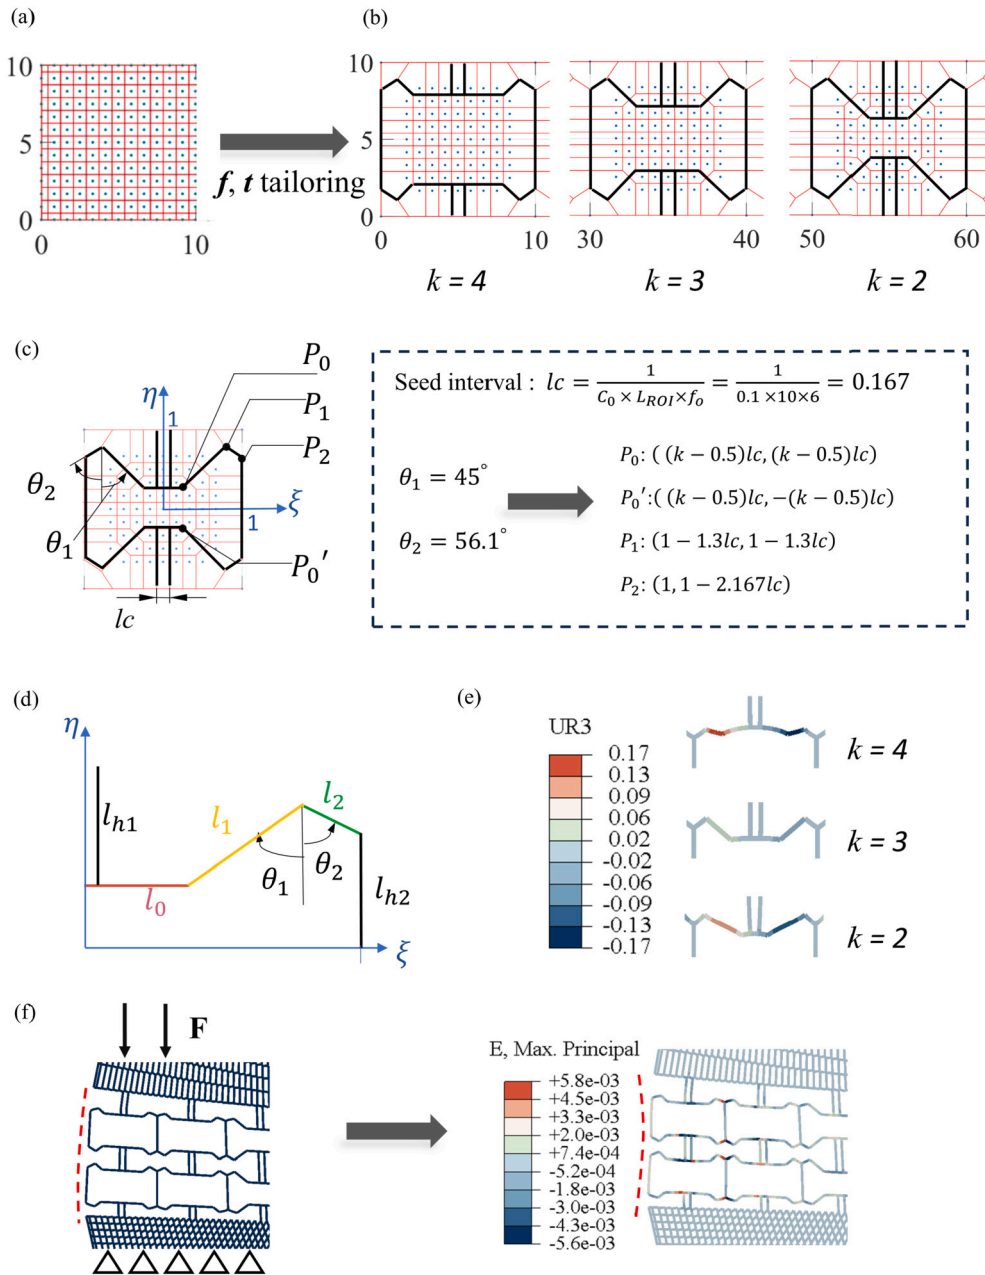 (a)
10
5
0
0
10
f, t tailoring
(b)
10
5
0
0
10
30
40
50
60
k = 4
k = 3
k = 2
(c)
η
1
P₀
P₁
P₂
ξ
1
θ₂
θ₁
P₀′
lc
Seed interval : lc = 1/(C₀ × L_ROI × f_o) = 1/(0.1 ×10×6) = 0.167
θ₁ = 45°
θ₂ = 56.1°
P₀: ( (k − 0.5)lc, (k − 0.5)lc)
P₀′:( (k − 0.5)lc, −(k − 0.5)lc)
P₁: (1 − 1.3lc, 1 − 1.3lc)
P₂: (1, 1 − 2.167lc)
(d)
η
l_h1
l₁
l₂
θ₁
θ₂
l₀
l_h2
ξ
(e)
UR3
0.17
0.13
0.09
0.06
0.02
-0.02
-0.06
-0.09
-0.13
-0.17
k = 4
k = 3
k = 2
(f)
F
E, Max. Principal
+5.8e-03
+4.5e-03
+3.3e-03
+2.0e-03
+7.4e-04
-5.2e-04
-1.8e-03
-3.0e-03
-4.3e-03
-5.6e-03